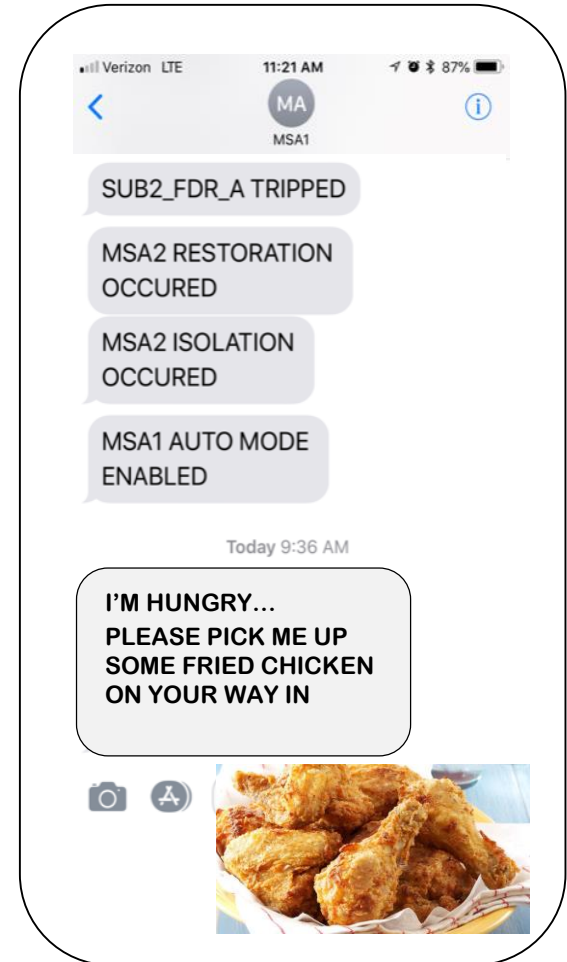 Verizon LTE 11:21 AM 87%
MA
MSA1
SUB2_FDR_A TRIPPED
MSA2 RESTORATION
OCCURED
MSA2 ISOLATION
OCCURED
MSA1 AUTO MODE
ENABLED
Today 9:36 AM
I'M HUNGRY...
PLEASE PICK ME UP
SOME FRIED CHICKEN
ON YOUR WAY IN